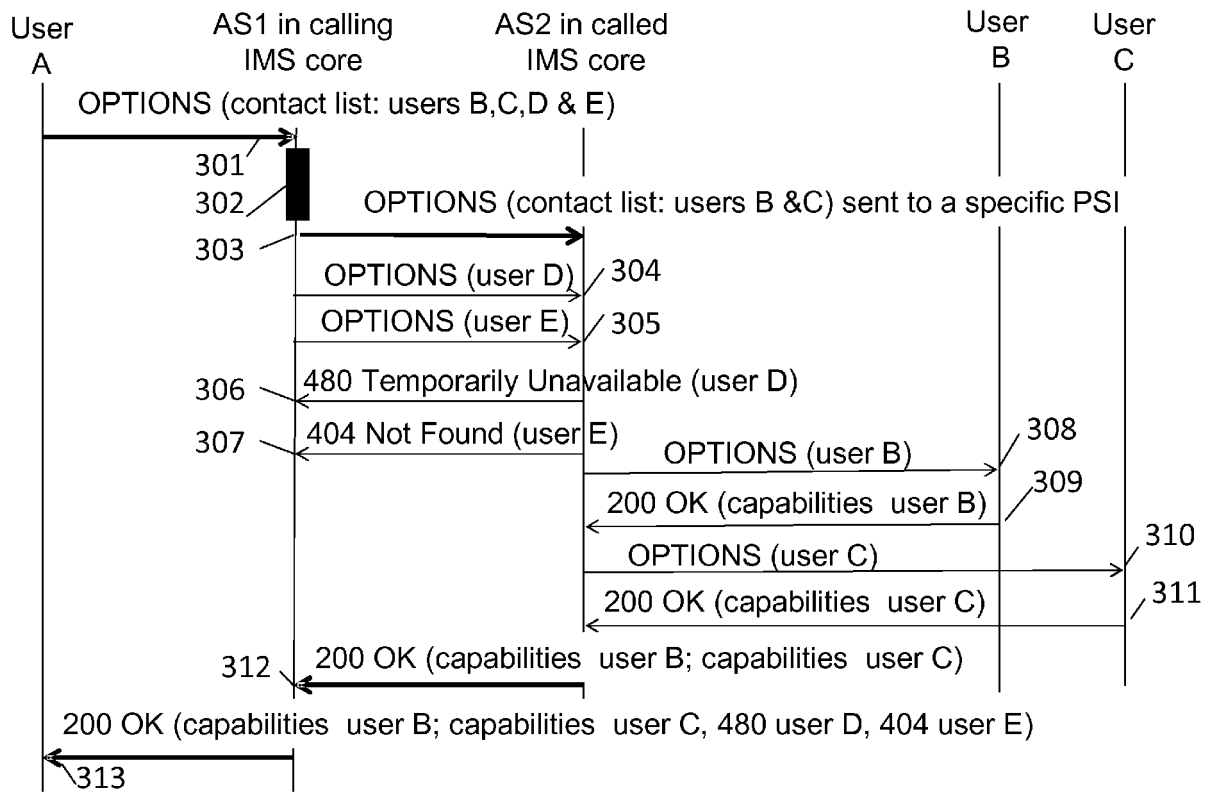 User
A
AS1 in calling
IMS core
AS2 in called
IMS core
User
B
User
C
OPTIONS (contact list: users B,C,D & E)
301
302
OPTIONS (contact list: users B &C) sent to a specific PSI
303
OPTIONS (user D)
304
OPTIONS (user E)
305
306
480 Temporarily Unavailable (user D)
307
404 Not Found (user E)
OPTIONS (user B)
308
200 OK (capabilities user B)
309
OPTIONS (user C)
310
200 OK (capabilities user C)
311
312
200 OK (capabilities user B; capabilities user C)
200 OK (capabilities user B; capabilities user C, 480 user D, 404 user E)
313